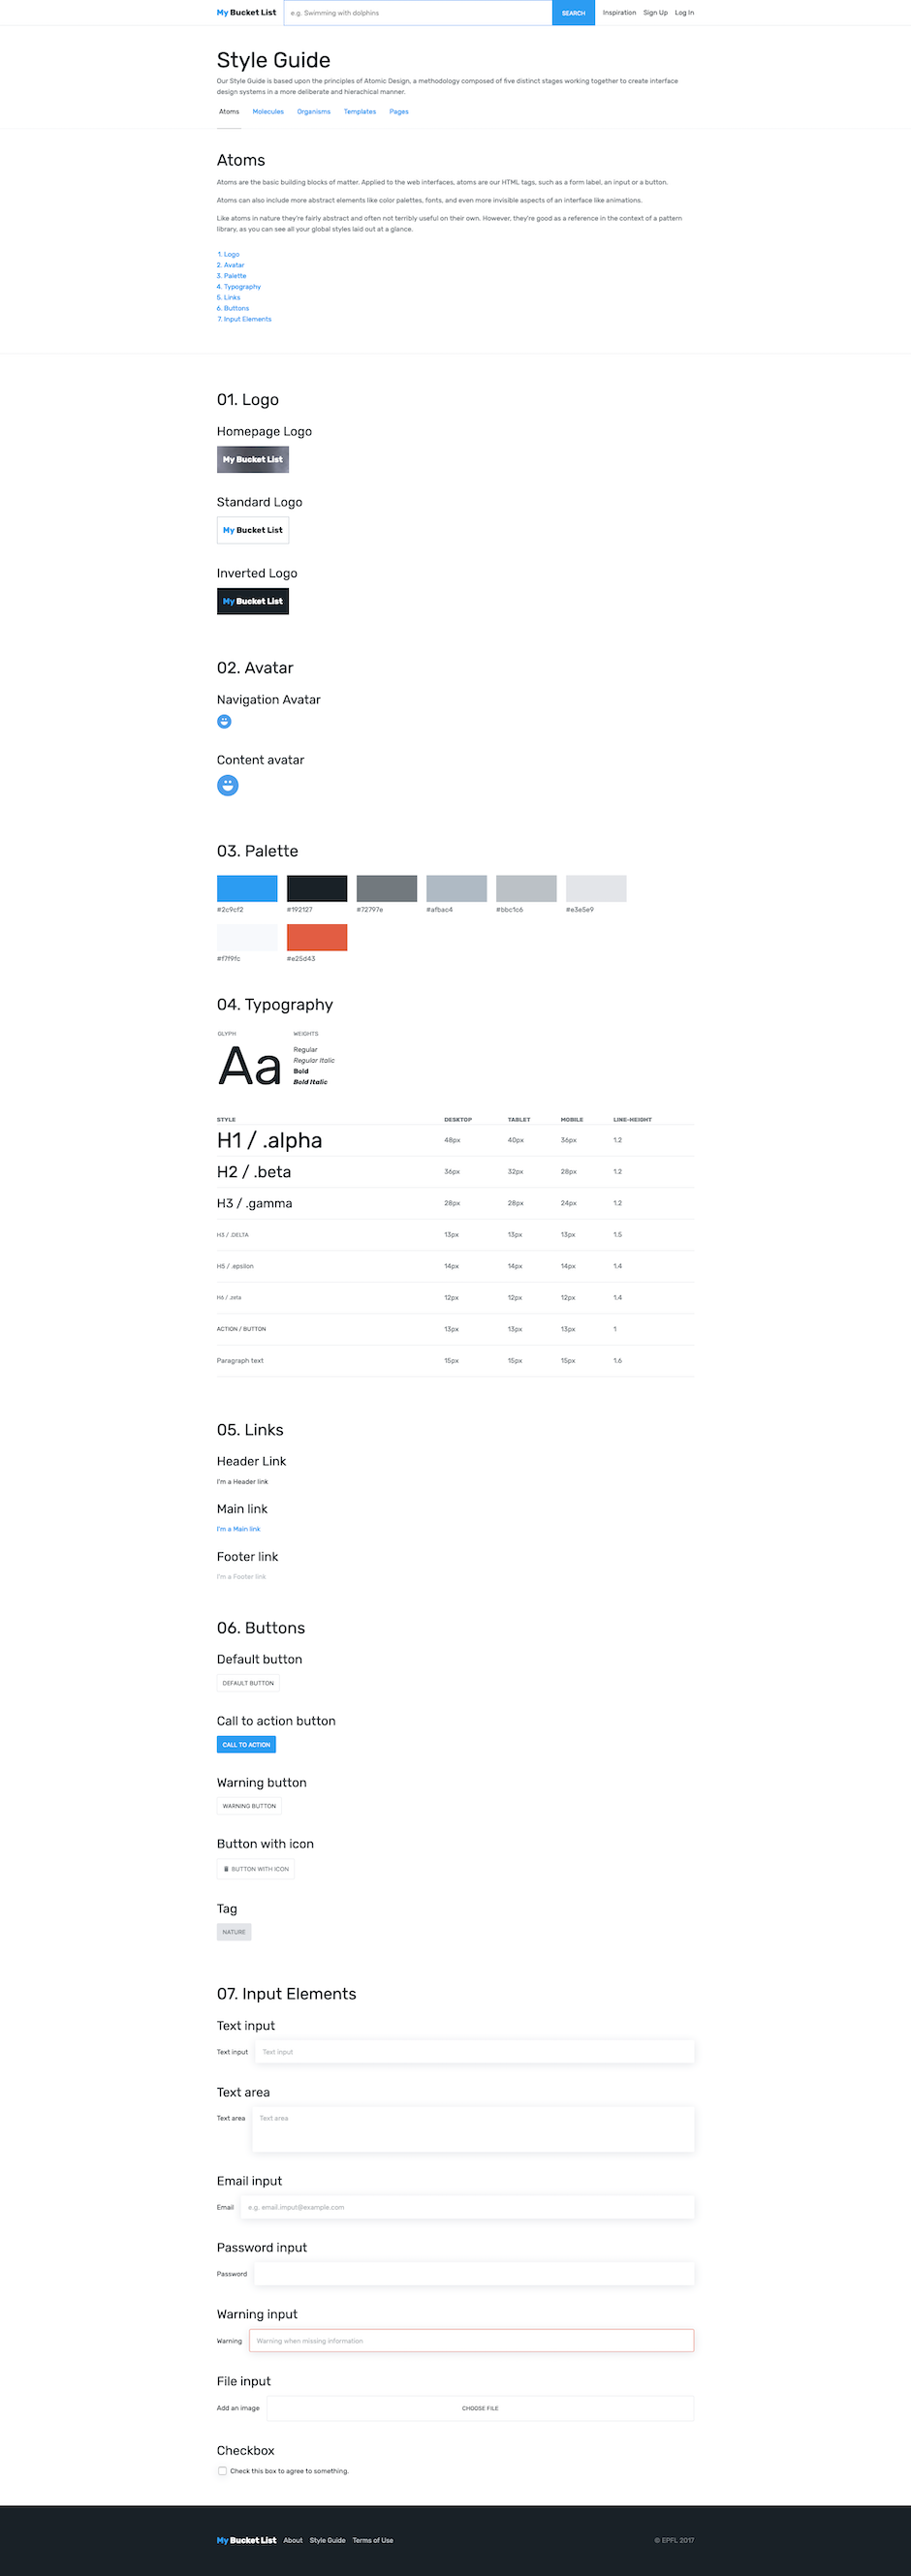 My Bucket List e.g. Swimming with dolphins SEARCH Inspiration Sign Up Log In
Style Guide
Our Style Guide is based upon the principles of Atomic Design, a methodology composed of five distinct stages working together to create interface
design systems in a more deliberate and hierachical manner.
Atoms Molecules Organisms Templates Pages
Atoms
Atoms are the basic building blocks of matter. Applied to the web interfaces, atoms are our HTML tags, such as a form label, an input or a button.
Atoms can also include more abstract elements like color palettes, fonts, and even more invisible aspects of an interface like animations.
Like atoms in nature they're fairly abstract and often not terribly useful on their own. However, they're good as a reference in the context of a pattern
library, as you can see all your global styles laid out at a glance.
1. Logo
2. Avatar
3. Palette
4. Typography
5. Links
6. Buttons
7. Input Elements
01. Logo
Homepage Logo
My Bucket List
Standard Logo
My Bucket List
Inverted Logo
My Bucket List
02. Avatar
Navigation Avatar
Content avatar
03. Palette
#2c9cf2 #192127 #72797e #afbac4 #bbc1c6 #e3e5e9
#f7f9fc #e25d43
04. Typography
GLYPH WEIGHTS
Aa
Regular
Regular Italic
Bold
Bold Italic
STYLE DESKTOP TABLET MOBILE LINE-HEIGHT
H1 / .alpha 48px 40px 36px 1.2
H2 / .beta 36px 32px 28px 1.2
H3 / .gamma 28px 28px 24px 1.2
H3 / .DELTA 13px 13px 13px 1.5
H5 / .epsilon 14px 14px 14px 1.4
H6 / .zeta 12px 12px 12px 1.4
ACTION / BUTTON 13px 13px 13px 1
Paragraph text 15px 15px 15px 1.6
05. Links
Header Link
I'm a Header link
Main link
I'm a Main link
Footer link
I'm a Footer link
06. Buttons
Default button
DEFAULT BUTTON
Call to action button
CALL TO ACTION
Warning button
WARNING BUTTON
Button with icon
BUTTON WITH ICON
Tag
NATURE
07. Input Elements
Text input
Text input Text input
Text area
Text area Text area
Email input
Email e.g. email.imput@example.com
Password input
Password
Warning input
Warning Warning when missing information
File input
Add an image CHOOSE FILE
Checkbox
Check this box to agree to something.
My Bucket List About Style Guide Terms of Use © EPFL 2017